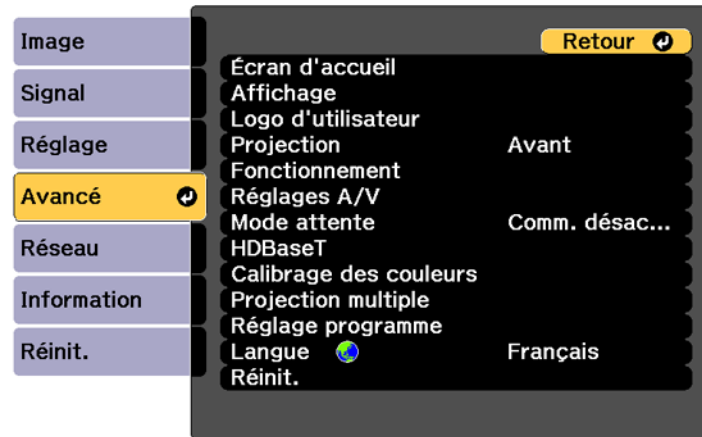 Image
Signal
Réglage
Avancé
Réseau
Information
Réinit.
Retour
Écran d'accueil
Affichage
Logo d'utilisateur
Projection Avant
Fonctionnement
Réglages A/V
Mode attente Comm. désac...
HDBaseT
Calibrage des couleurs
Projection multiple
Réglage programme
Langue Français
Réinit.